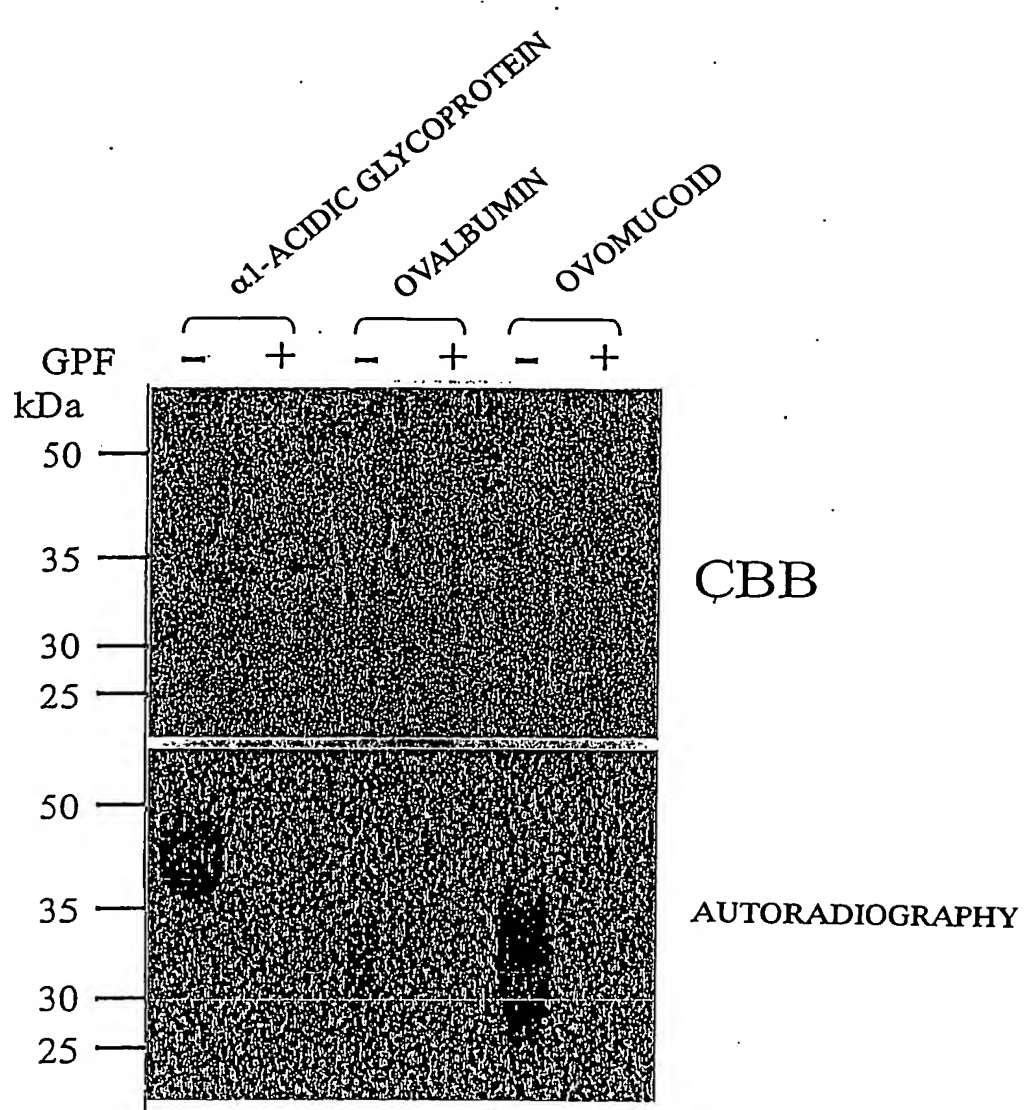 α1-ACIDIC GLYCOPROTEIN
OVALBUMIN
OVOMUCOID
GPF - + - + - +
kDa
50
35
30
25
CBB
50
35
30
25
AUTORADIOGRAPHY